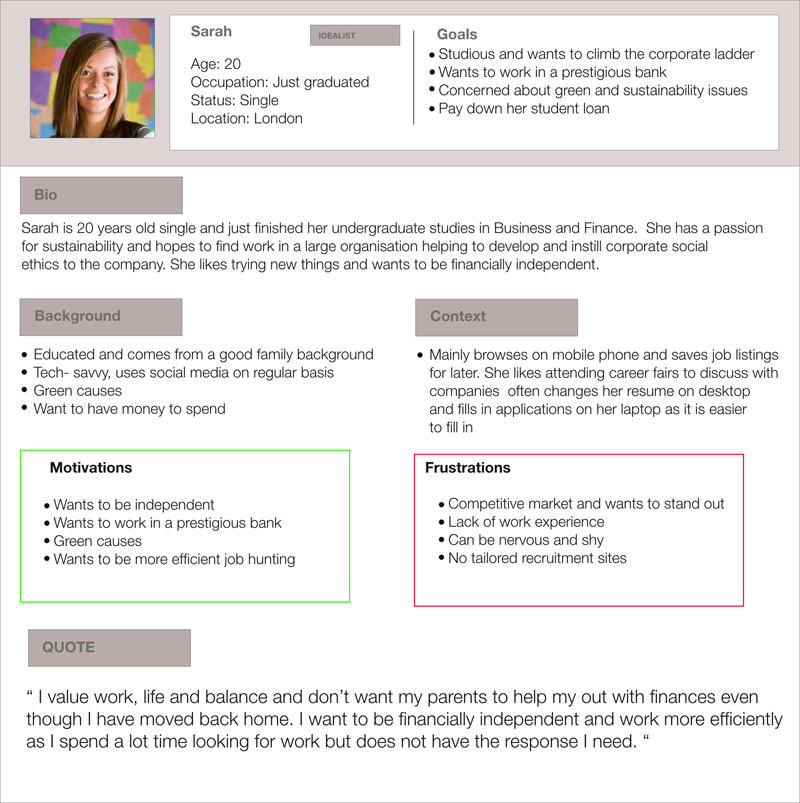 Sarah
IDEALIST
Age: 20
Occupation: Just graduated
Status: Single
Location: London
Goals
• Studious and wants to climb the corporate ladder
• Wants to work in a prestigious bank
• Concerned about green and sustainability issues
• Pay down her student loan
Bio
Sarah is 20 years old single and just finished her undergraduate studies in Business and Finance. She has a passion
for sustainability and hopes to find work in a large organisation helping to develop and instill corporate social
ethics to the company. She likes trying new things and wants to be financially independent.
Background
• Educated and comes from a good family background
• Tech- savvy, uses social media on regular basis
• Green causes
• Want to have money to spend
Context
• Mainly browses on mobile phone and saves job listings
for later. She likes attending career fairs to discuss with
companies often changes her resume on desktop
and fills in applications on her laptop as it is easier
to fill in
Motivations
• Wants to be independent
• Wants to work in a prestigious bank
• Green causes
• Wants to be more efficient job hunting
Frustrations
• Competitive market and wants to stand out
• Lack of work experience
• Can be nervous and shy
• No tailored recruitment sites
QUOTE
“ I value work, life and balance and don’t want my parents to help my out with finances even
though I have moved back home. I want to be financially independent and work more efficiently
as I spend a lot time looking for work but does not have the response I need. “